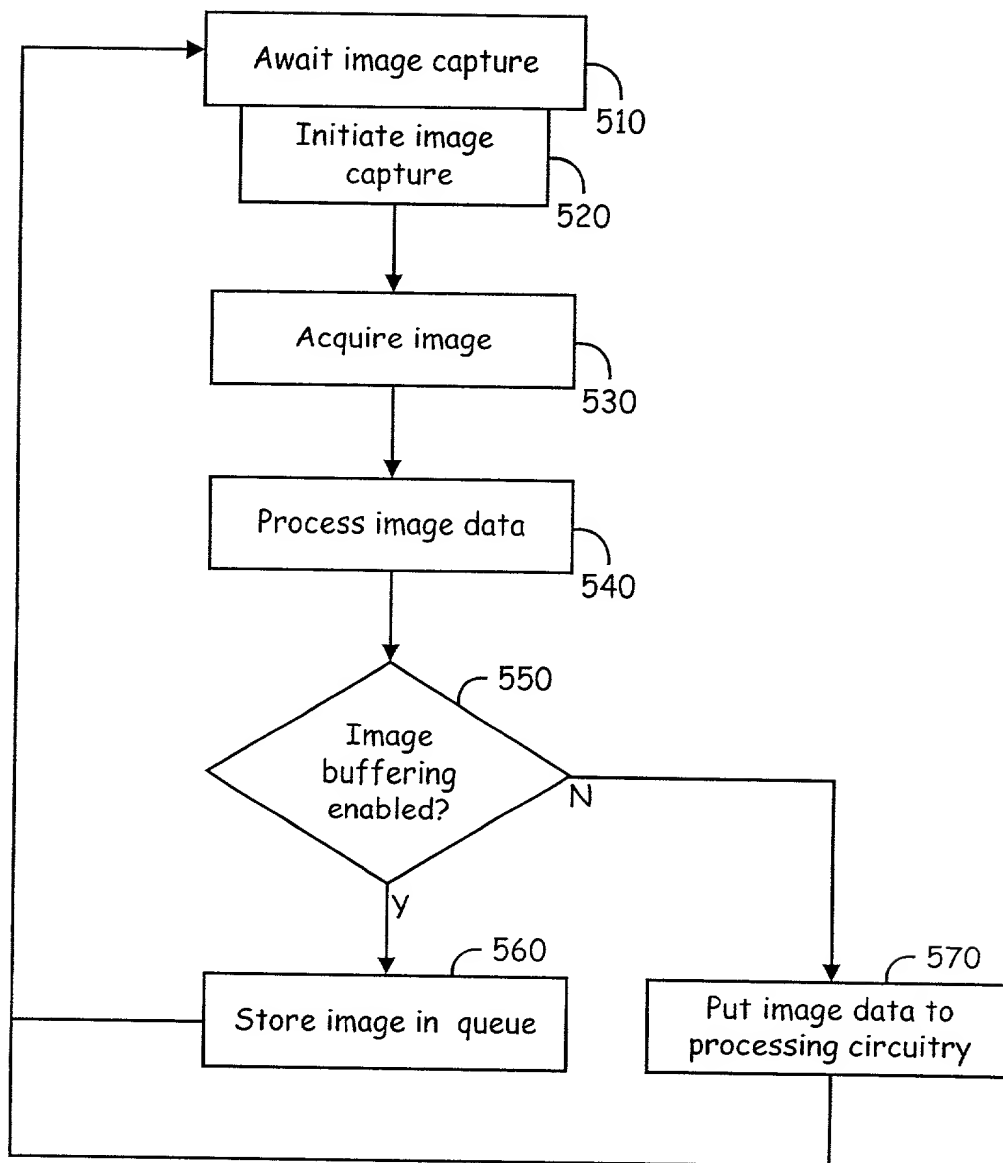 Await image capture
510
Initiate image
capture
520
Acquire image
530
Process image data
540
550
Image
buffering
enabled?
N
Y
560
Store image in queue
570
Put image data to
processing circuitry